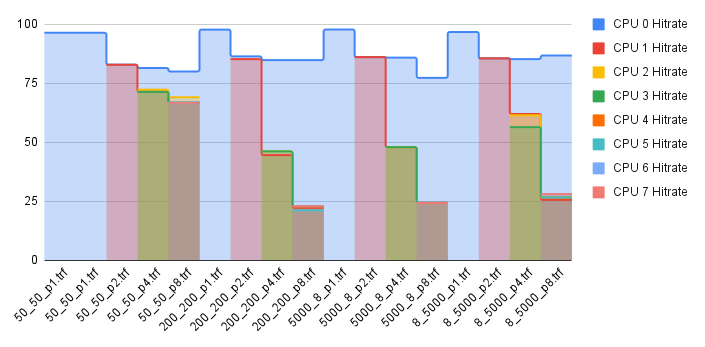 100
75
50
25
0
50_50_p1.trf
50_50_p1.trf
50_50_p2.trf
50_50_p4.trf
50_50_p8.trf
200_200_p1.trf
200_200_p2.trf
200_200_p4.trf
200_200_p8.trf
5000_8_p1.trf
5000_8_p2.trf
5000_8_p4.trf
5000_8_p8.trf
8_5000_p1.trf
8_5000_p2.trf
8_5000_p4.trf
8_5000_p8.trf
CPU 0 Hitrate
CPU 1 Hitrate
CPU 2 Hitrate
CPU 3 Hitrate
CPU 4 Hitrate
CPU 5 Hitrate
CPU 6 Hitrate
CPU 7 Hitrate